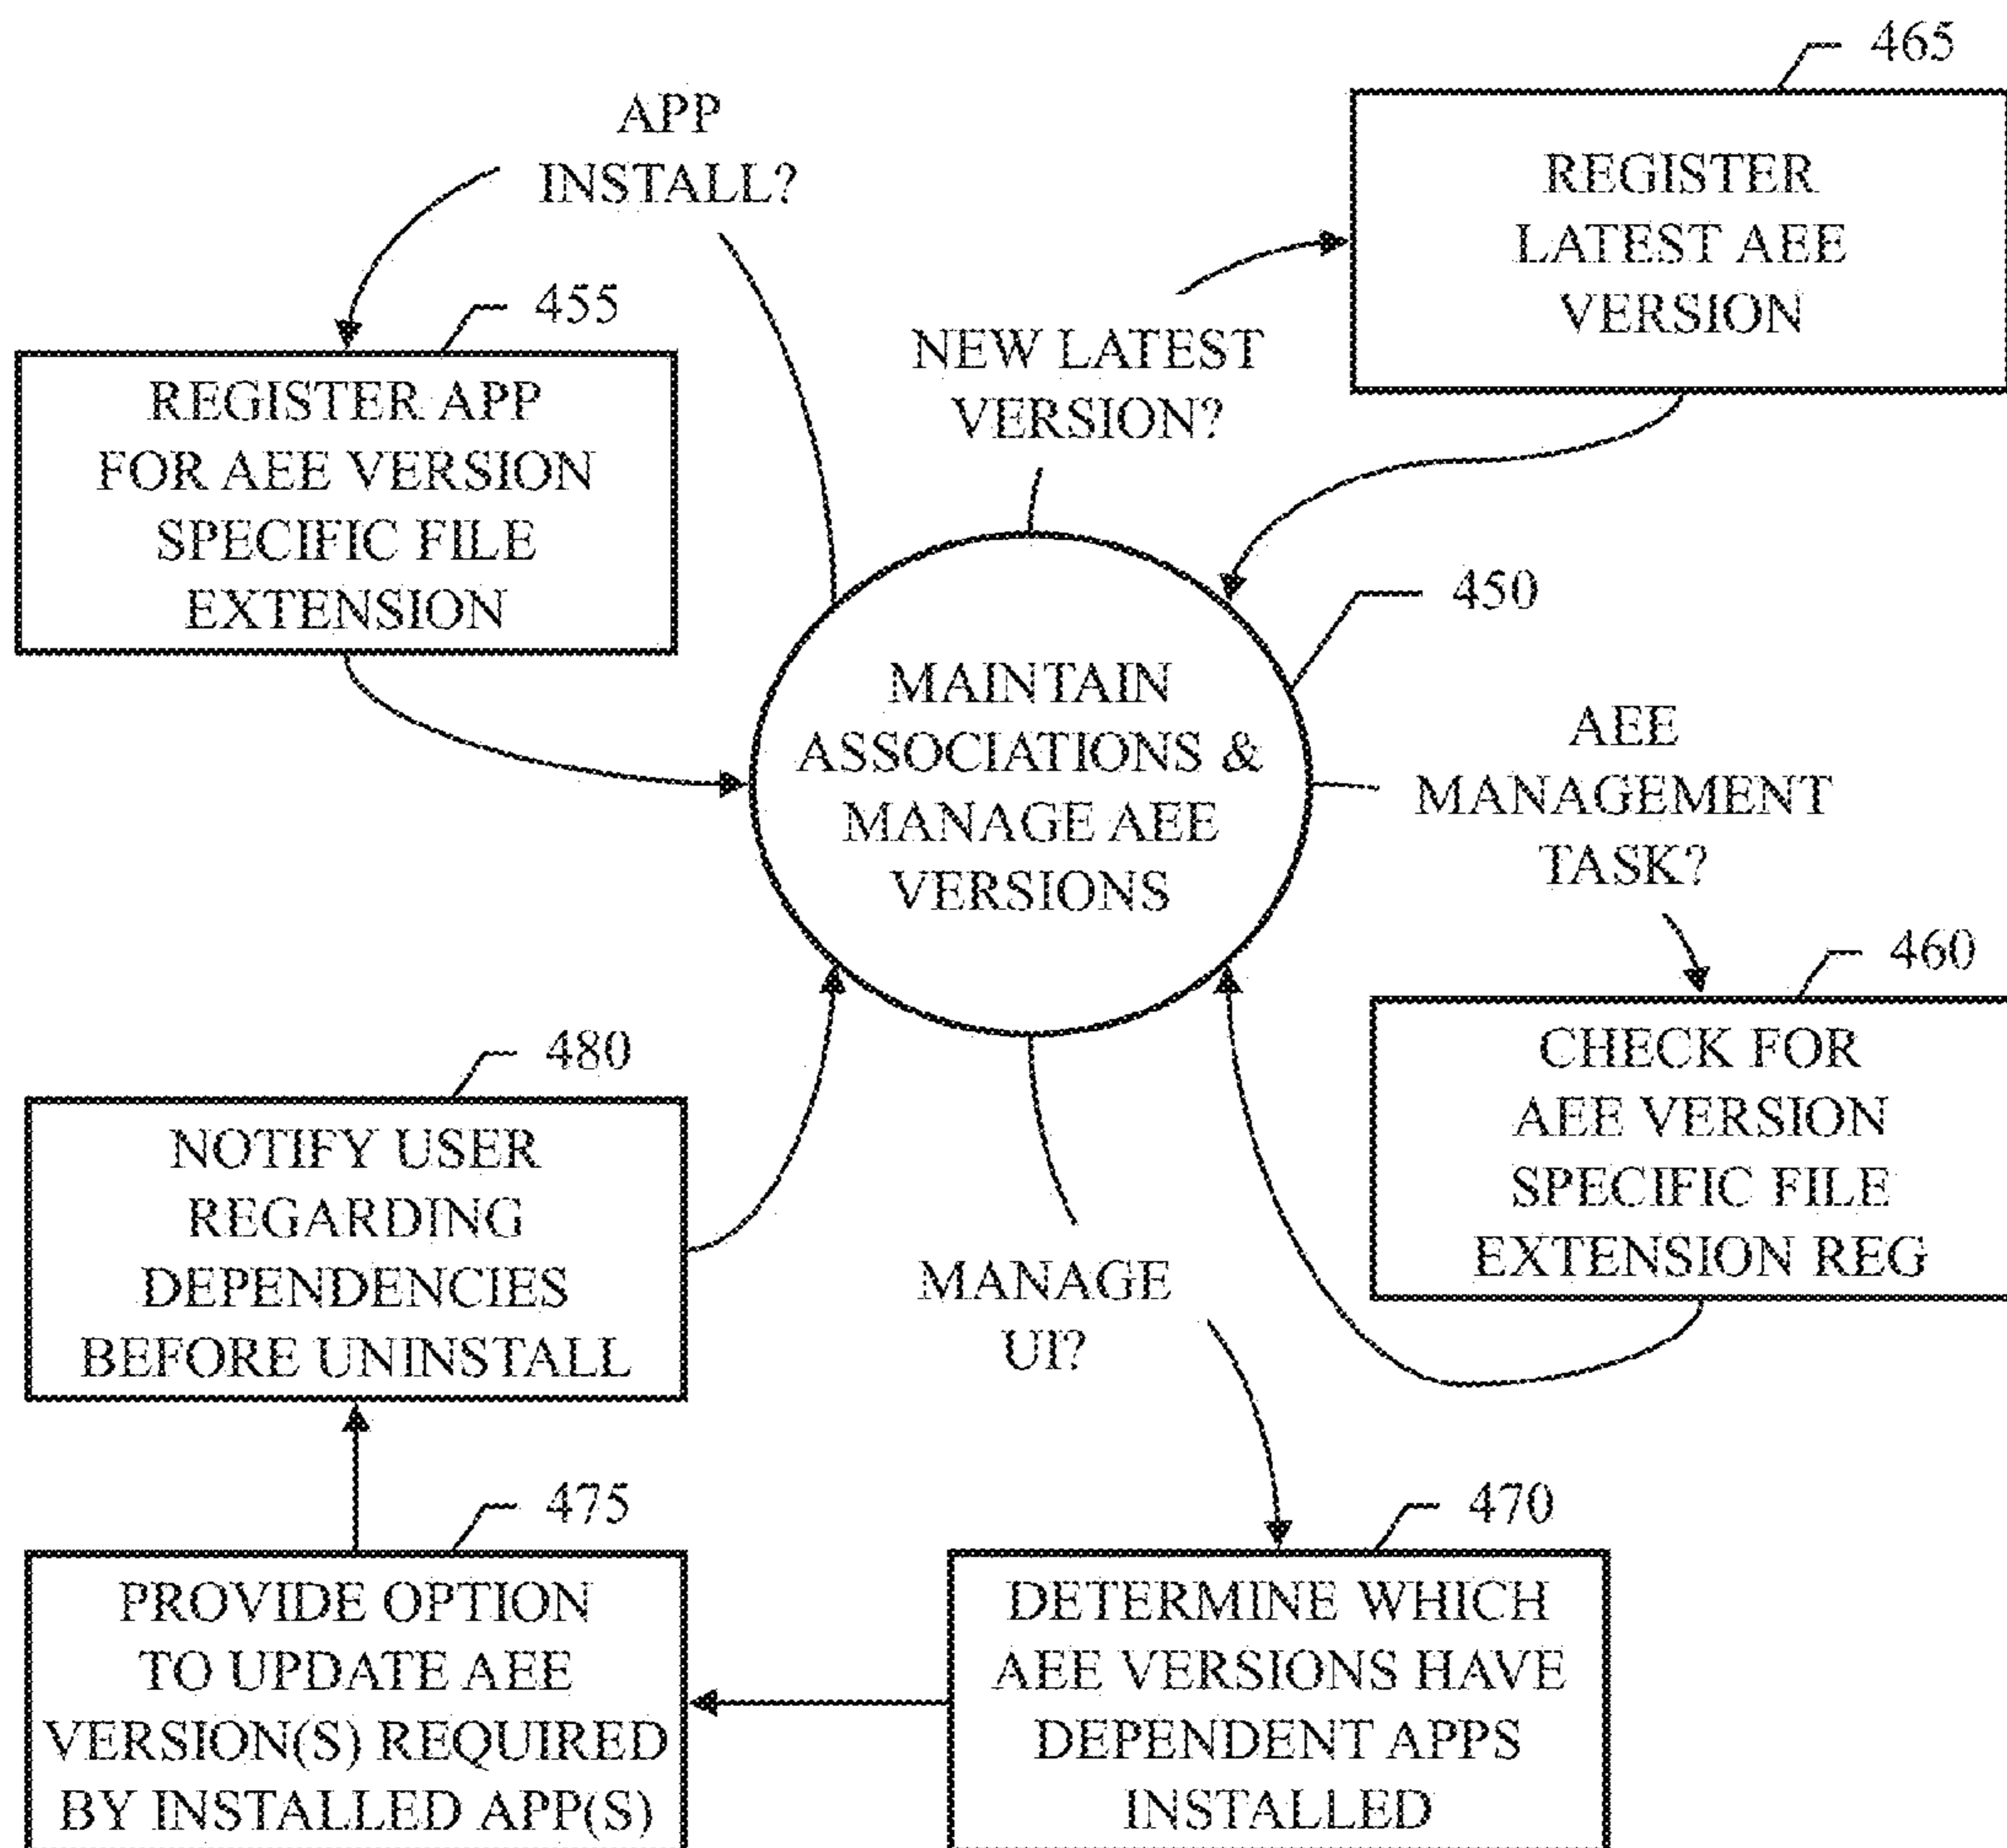 465
APP
INSTALL?
REGISTER
LATEST AEE
VERSION
455
NEW LATEST
VERSION?
REGISTER APP
FOR AEE VERSION
SPECIFIC FILE
EXTENSION
450
MAINTAIN
ASSOCIATIONS &
MANAGE AEE
VERSIONS
AEE
MANAGEMENT
TASK?
460
CHECK FOR
AEE VERSION
SPECIFIC FILE
EXTENSION REG
480
NOTIFY USER
REGARDING
DEPENDENCIES
BEFORE UNINSTALL
MANAGE
UI?
475
PROVIDE OPTION
TO UPDATE AEE
VERSION(S) REQUIRED
BY INSTALLED APP(S)
470
DETERMINE WHICH
AEE VERSIONS HAVE
DEPENDENT APPS
INSTALLED